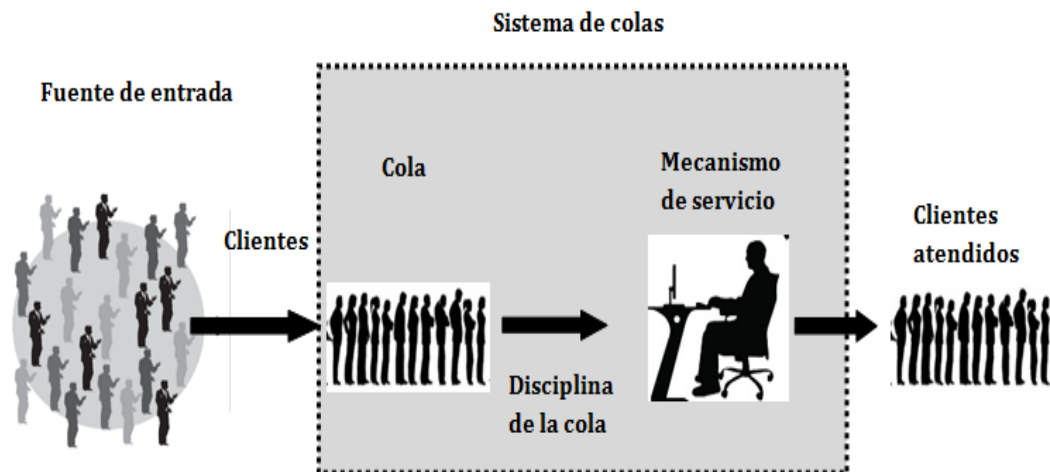 Sistema de colas
Fuente de entrada
Cola
Mecanismo
de servicio
Clientes
Clientes
atendidos
Disciplina
de la cola